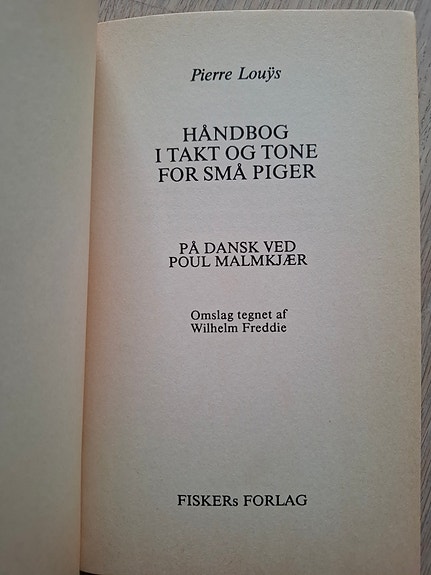 Pierre Louÿs
HÅNDBOG
I TAKT OG TONE
FOR SMÅ PIGER
PÅ DANSK VED
POUL MALMKJÆR
Omslag tegnet af
Wilhelm Freddie
FISKERs FORLAG